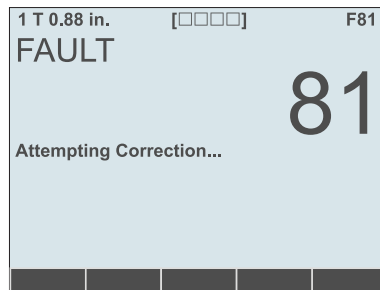 1 T 0.88 in. [□□□□] F81
FAULT
81
Attempting Correction...